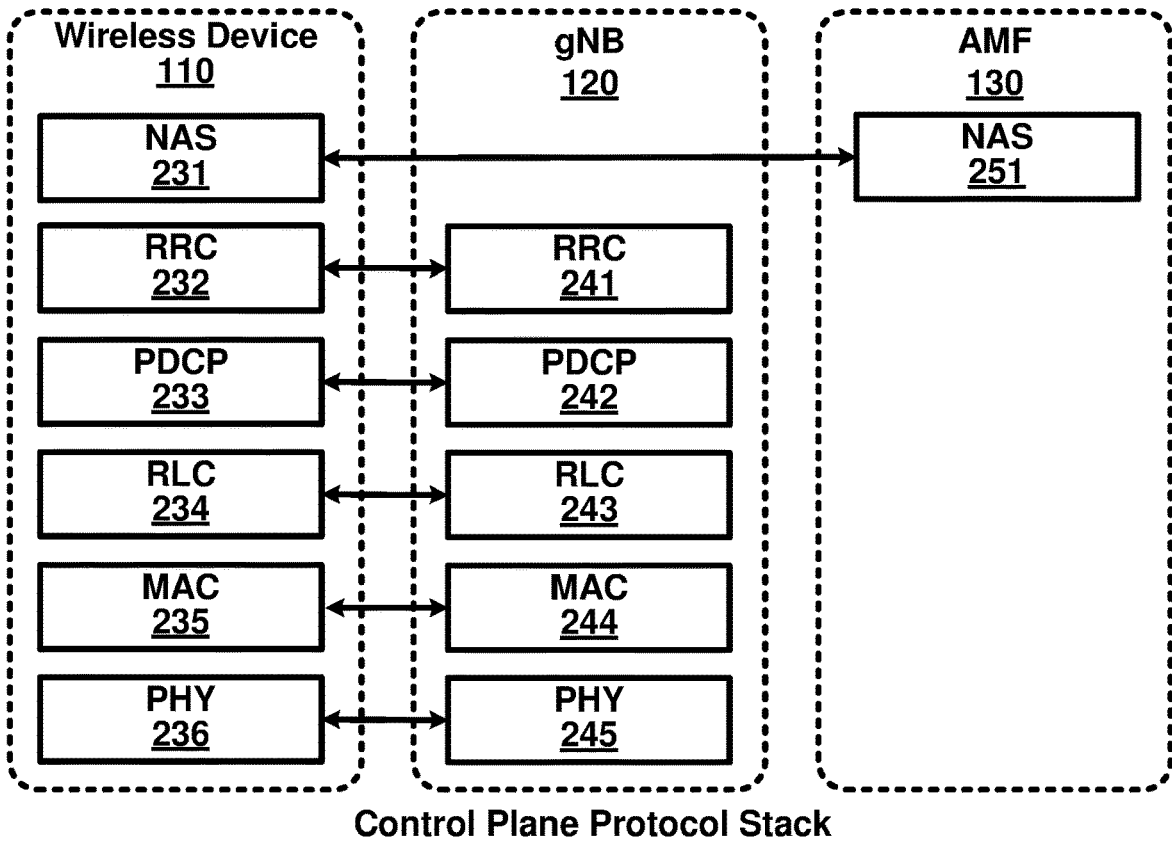 Wireless Device
110
gNB
120
AMF
130
NAS
231
NAS
251
RRC
232
RRC
241
PDCP
233
PDCP
242
RLC
234
RLC
243
MAC
235
MAC
244
PHY
236
PHY
245
Control Plane Protocol Stack